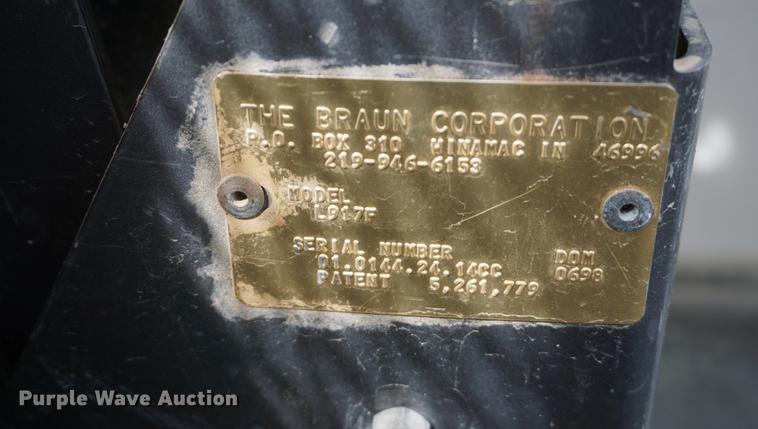 THE BRAUN CORPORATION
P.O. BOX 310 WINAMAC IN 46996
219-946-6153
MODEL
L917F
SERIAL NUMBER DOM
01.0144.24.14CC 0698
PATENT 5,261,779
Purple Wave Auction